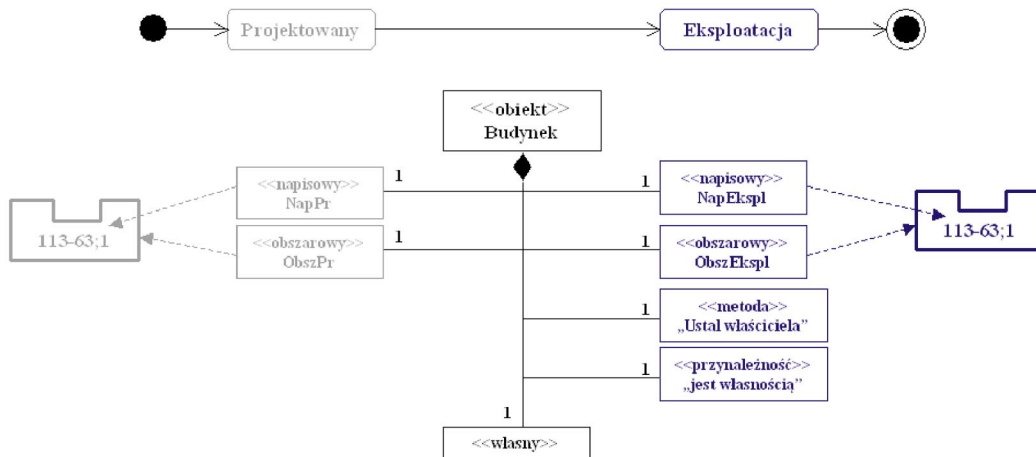 Projektowany
Eksploatacja
<<obiekt>>
Budynek
1
1
<<napisowy>>
NapPr
<<napisowy>>
NapEkspl
113-63;1
113-63;1
1
1
<<obszarowy>>
ObszPr
<<obszarowy>>
ObszEkspl
1
<<metoda>>
„Ustal właściciela”
1
<<przynależność>>
„jest własnością”
1
<<własny>>